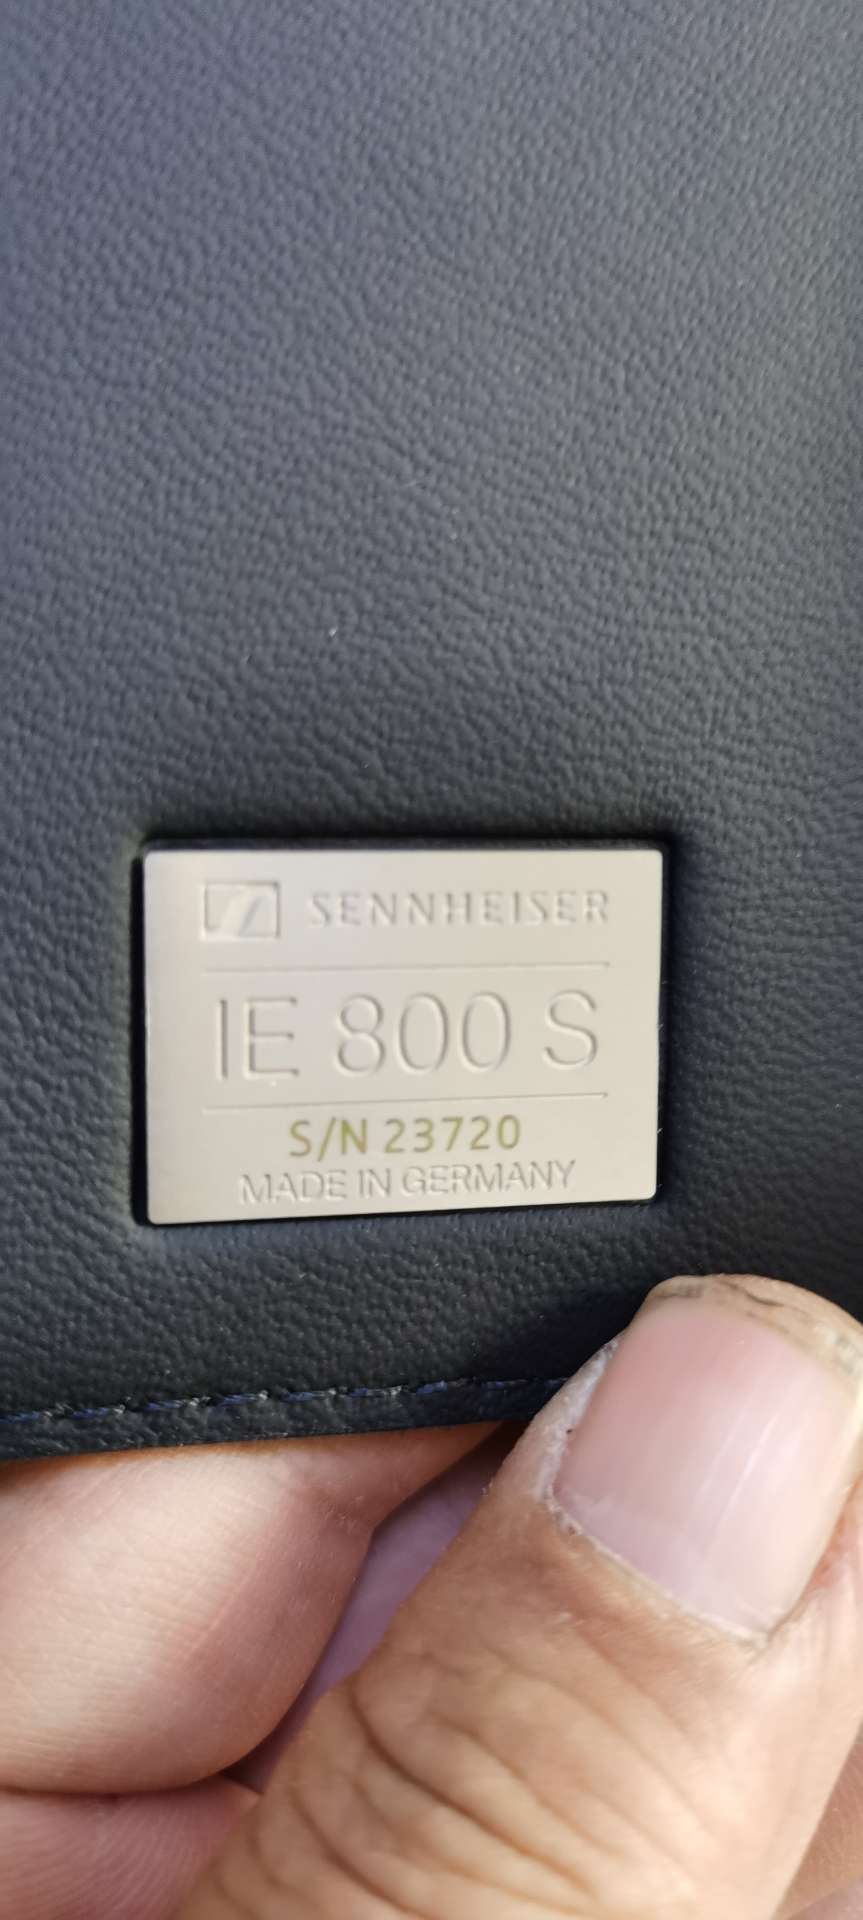 SENNHEISER
IE 800 S
S/N 23720
MADE IN GERMANY